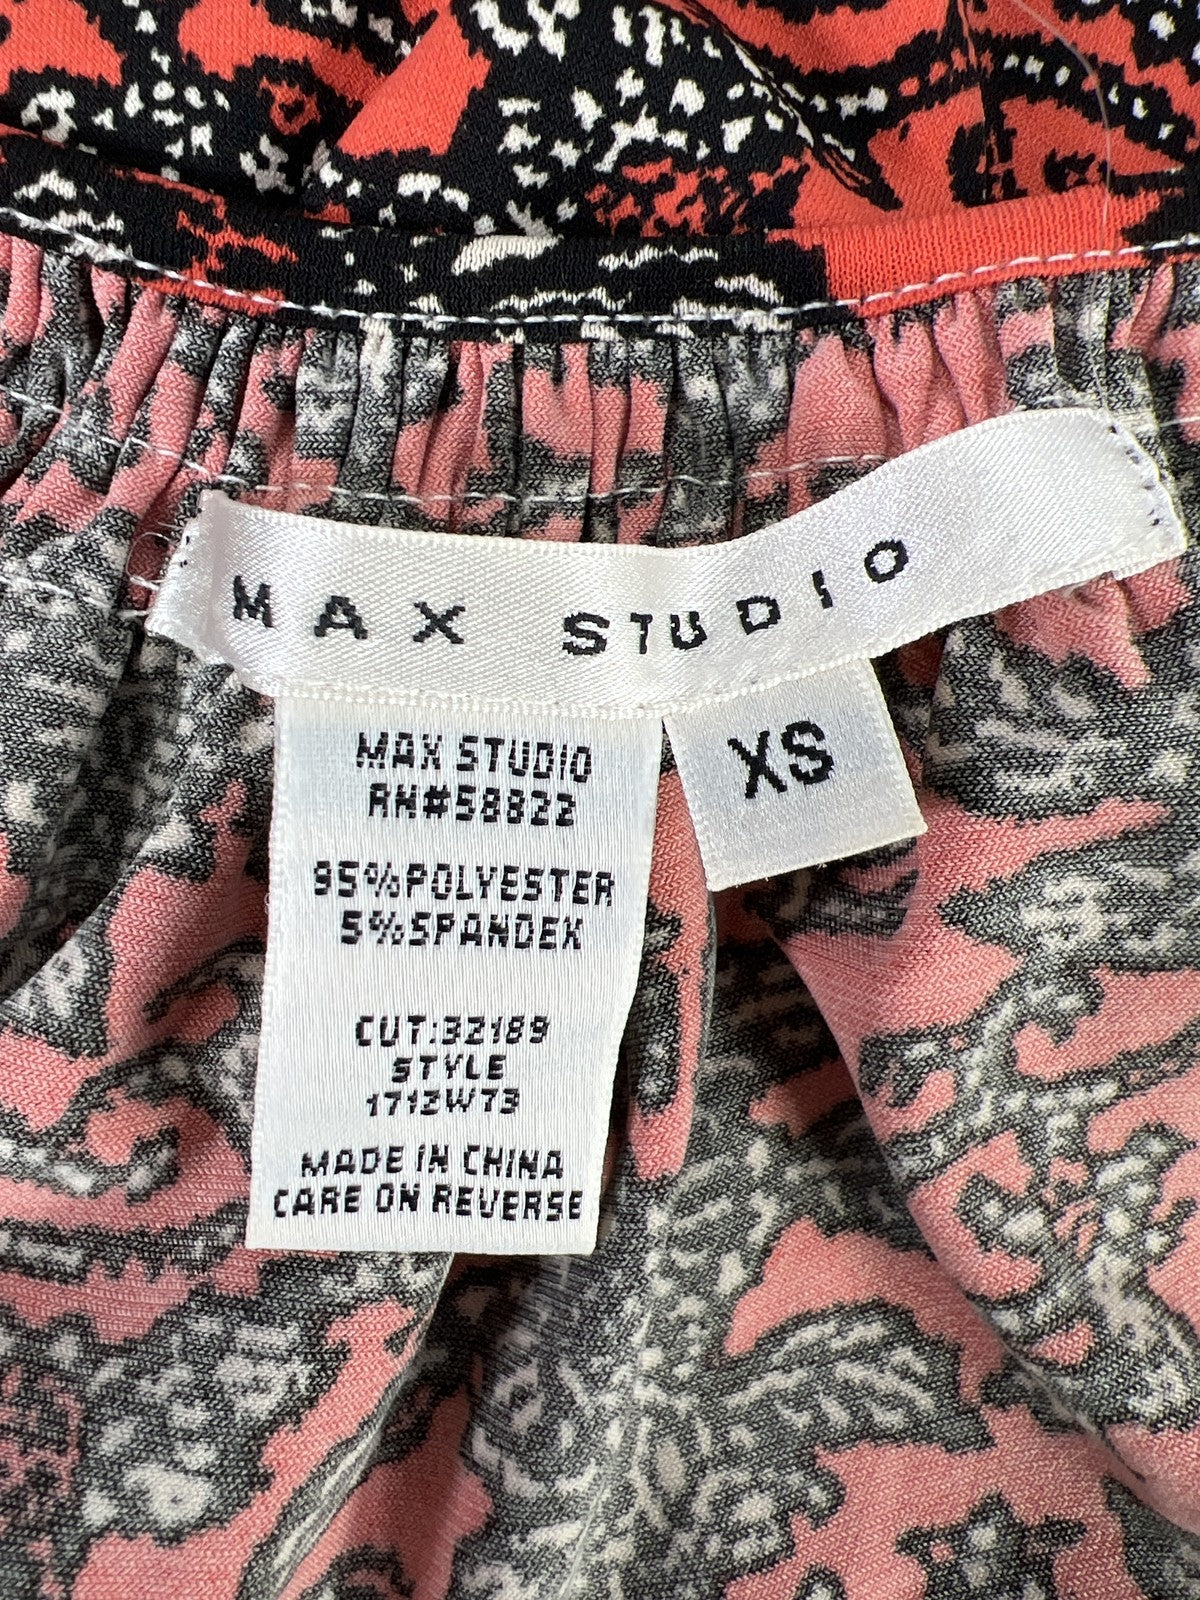 MAX STUDIO
XS
MAX STUDIO
RN#58822
95%POLYESTER
5%SPANDEX
CUT:32189
STYLE
1712W73
MADE IN CHINA
CARE ON REVERSE